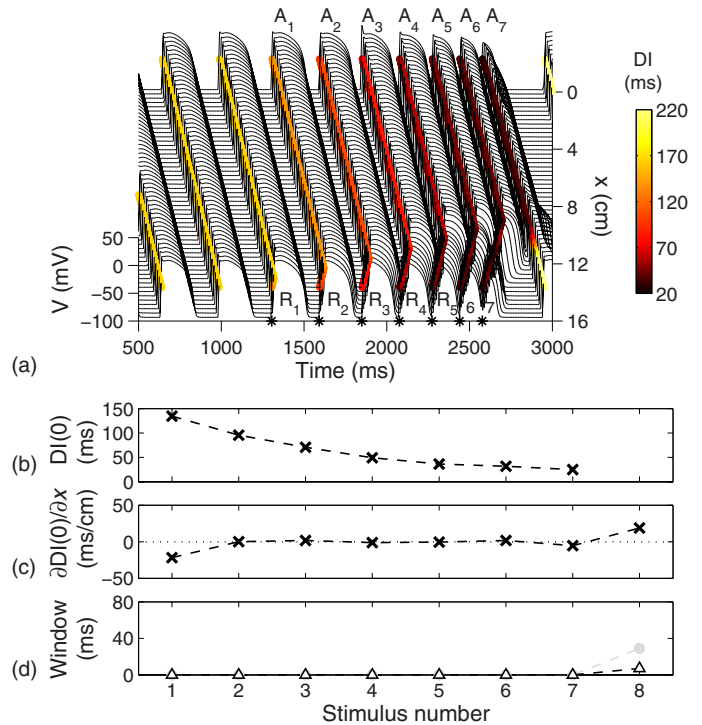 A1 A2 A3 A4 A5 A6 A7
DI
(ms)
220
170
120
70
20
0
4
8
12
16
x (cm)
50
0
−50
−100
V (mV)
R1 R2 R3 R4 R5 6 7
500 1000 1500 2000 2500 3000
Time (ms)
(a)
150
100
50
0
DI(0)
(ms)
(b)
50
0
−50
∂DI(0)/∂x
(ms/cm)
(c)
80
40
0
Window
(ms)
(d)
1 2 3 4 5 6 7 8
Stimulus number